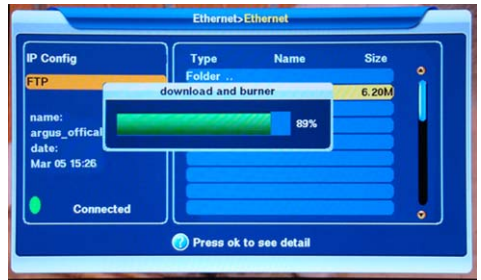 Ethernet>Ethernet
IP Config
FTP
name:
argus_offical
date:
Mar 05 15:26
Connected
Type Name Size
Folder ..
6.20M
download and burner
89%
Press ok to see detail